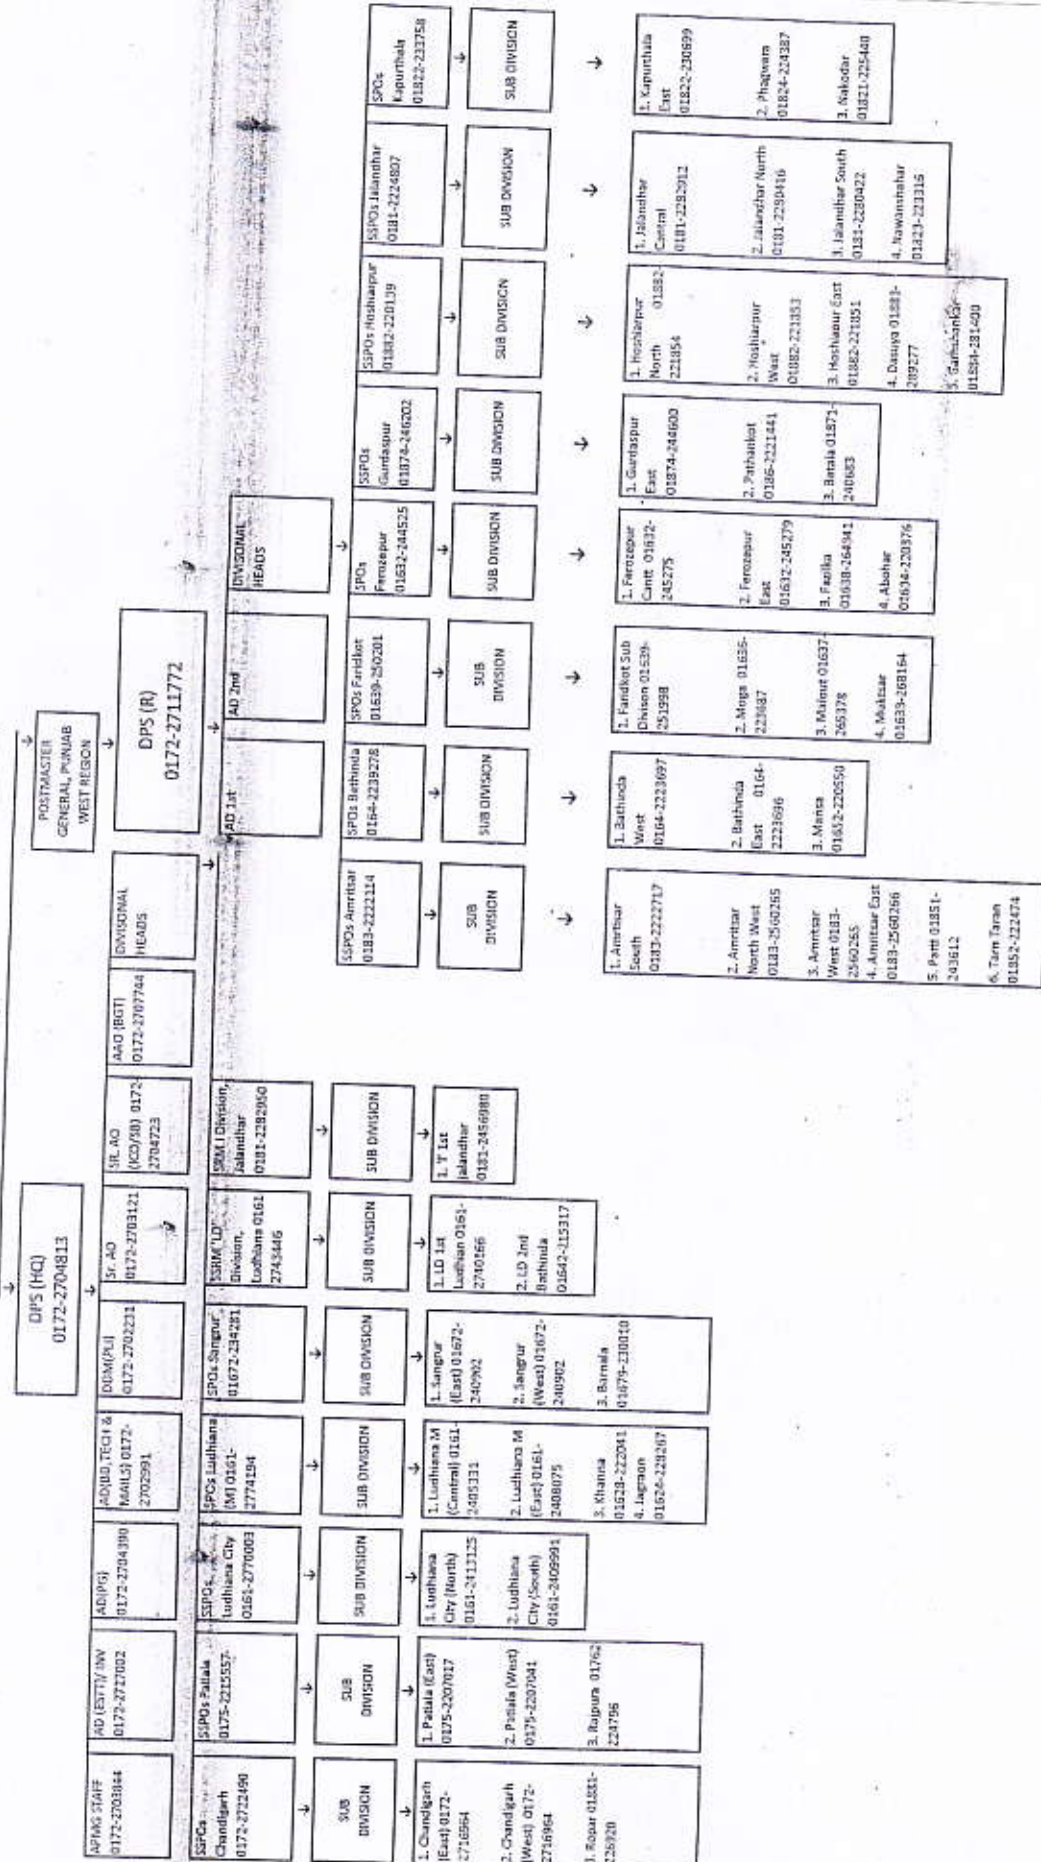 DPS (HQ)
0172-2704813
POSTMASTER
GENERAL, PUNJAB
WEST REGION
DPS (R)
0172-2711772
APMG STAFF
0172-2703844
AD (ESTT)/ INV
0172-2727002
AD(PG)
0172-2704390
AD(BD,TECH &
MAILS) 0172-
2702991
DDM(PLI)
0172-2702231
Sr. AO
0172-2703121
SR. AO
(ICO/SB) 0172-
2704723
AAO (BGT)
0172-2707744
DIVISONAL
HEADS
AD 1st
AD 2nd
DIVISONAL
HEADS
SSPOs
Chandigarh
0172-2722490
SSPOs Patiala
0175-2215557-
SSPOs
Ludhiana City
0161-2770003
SPOs Ludhiana
(M) 0161-
2774194
SPOs Sangrur
01672-234281
SSRM"LD"
Division,
Ludhiana 0161
2743446
SRM I Division,
Jalandhar
0181-2282950
SUB
DIVISION
SUB
DIVISION
SUB DIVISION
SUB DIVISION
SUB DIVISION
SUB DIVISION
SUB DIVISION
1. Chandigarh
(East) 0172-
2716964
2. Chandigarh
(West) 0172-
2716964
3. Ropar 01881-
226920
1. Patiala (East)
0175-2207017
2. Patiala (West)
0175-2207041
3. Rajpura 01762
224796
1. Ludhiana
City (North)
0161-2413125
2. Ludhiana
City (South)
0161-2409991
1. Ludhiana M
(Central) 0161-
2405331
2. Ludhiana M
(East) 0161-
2408075
3. Khanna
01628-222041
4. Jagraon
01624-228267
1. Sangrur
(East) 01672-
240902
2. Sangrur
(West) 01672-
240902
3. Barnala
01679-230010
1. LD 1st
Ludhian 0161-
2740166
2. LD 2nd
Bathinda
01642-215317
1. T 1st
Jalandhar
0181-2456980
SSPOs Amritsar
0183-2222114
SPOs Bathinda
0164-2239278
SPOs Faridkot
01639-250201
SPOs
Ferozepur
01632-244525
SSPOs
Gurdaspur
01874-246202
SSPOs Hoshiarpur
01882-220139
SSPOs Jalandhar
0181-2224807
SPOs
Kapurthala
01822-233758
SUB
DIVISION
SUB DIVISION
SUB
DIVISION
SUB DIVISION
SUB DIVISION
SUB DIVISION
SUB DIVISION
SUB DIVISION
1. Amritsar
South
0183-2222717
2. Amritsar
North West
0183-2560265
3. Amritsar
West 0183-
2560265
4. Amritsar East
0183-2560266
5. Patti 01851-
243612
6. Tarn Taran
01852-222474
1. Bathinda
West
0164-2223697
2. Bathinda
East 0164-
2223696
3. Mansa
01652-220550
1. Faridkot Sub
Divison 01639-
251998
2. Moga 01636-
223687
3. Malout 01637-
265378
4. Muktsar
01633-268164
1. Ferozepur
Cantt 01632-
245275
2. Ferozepur
East
01632-245279
3. Fazilka
01638-264341
4. Abohar
01634-220376
1. Gurdaspur
East
01874-244600
2. Pathankot
0186-2221441
3. Batala 01871-
240683
1. Hoshiarpur
North 01882-
221854
2. Hoshiarpur
West
01882-221853
3. Hoshiapur East
01882-221851
4. Dasuya 01883-
289277
5. Garhshankar
01884-281400
1. Jalandhar
Central
0181-2292912
2. Jalandhar North
0181-2280416
3. Jalandhar South
0181-2280422
4. Nawanshahar
01823-223316
1. Kapurthala
East
01822-230699
2. Phagwara
01824-224387
3. Nakodar
01821-225440